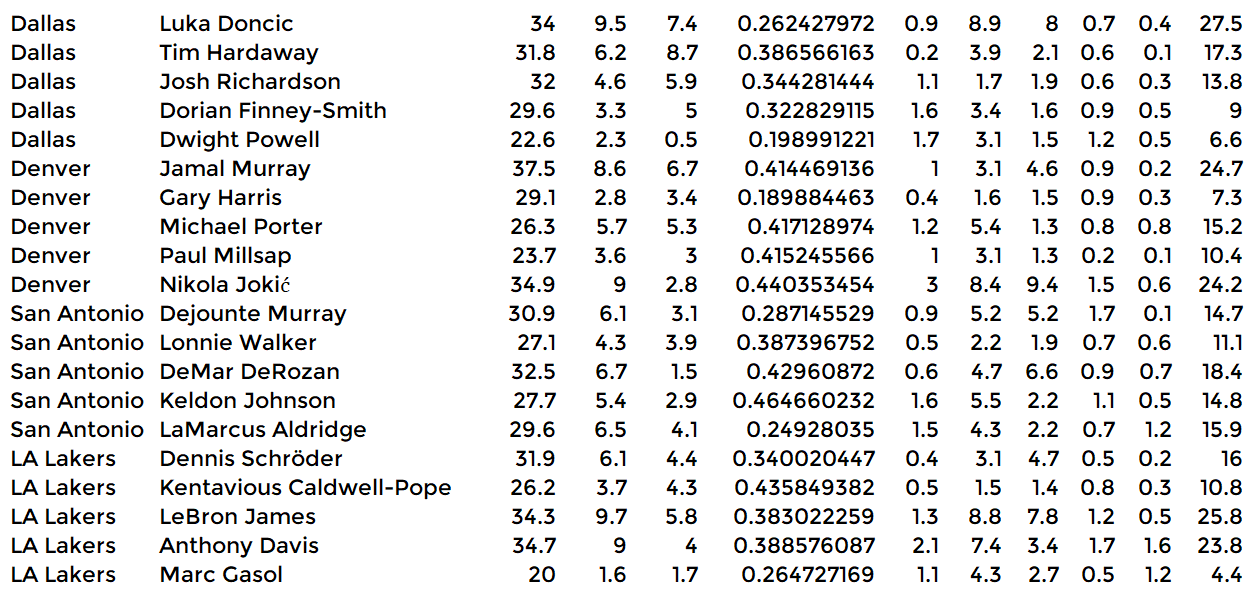 Dallas Luka Doncic 34 9.5 7.4 0.262427972 0.9 8.9 8 0.7 0.4 27.5
Dallas Tim Hardaway 31.8 6.2 8.7 0.386566163 0.2 3.9 2.1 0.6 0.1 17.3
Dallas Josh Richardson 32 4.6 5.9 0.344281444 1.1 1.7 1.9 0.6 0.3 13.8
Dallas Dorian Finney-Smith 29.6 3.3 5 0.322829115 1.6 3.4 1.6 0.9 0.5 9
Dallas Dwight Powell 22.6 2.3 0.5 0.198991221 1.7 3.1 1.5 1.2 0.5 6.6
Denver Jamal Murray 37.5 8.6 6.7 0.414469136 1 3.1 4.6 0.9 0.2 24.7
Denver Gary Harris 29.1 2.8 3.4 0.189884463 0.4 1.6 1.5 0.9 0.3 7.3
Denver Michael Porter 26.3 5.7 5.3 0.417128974 1.2 5.4 1.3 0.8 0.8 15.2
Denver Paul Millsap 23.7 3.6 3 0.415245566 1 3.1 1.3 0.2 0.1 10.4
Denver Nikola Jokić 34.9 9 2.8 0.440353454 3 8.4 9.4 1.5 0.6 24.2
San Antonio Dejounte Murray 30.9 6.1 3.1 0.287145529 0.9 5.2 5.2 1.7 0.1 14.7
San Antonio Lonnie Walker 27.1 4.3 3.9 0.387396752 0.5 2.2 1.9 0.7 0.6 11.1
San Antonio DeMar DeRozan 32.5 6.7 1.5 0.42960872 0.6 4.7 6.6 0.9 0.7 18.4
San Antonio Keldon Johnson 27.7 5.4 2.9 0.464660232 1.6 5.5 2.2 1.1 0.5 14.8
San Antonio LaMarcus Aldridge 29.6 6.5 4.1 0.24928035 1.5 4.3 2.2 0.7 1.2 15.9
LA Lakers Dennis Schröder 31.9 6.1 4.4 0.340020447 0.4 3.1 4.7 0.5 0.2 16
LA Lakers Kentavious Caldwell-Pope 26.2 3.7 4.3 0.435849382 0.5 1.5 1.4 0.8 0.3 10.8
LA Lakers LeBron James 34.3 9.7 5.8 0.383022259 1.3 8.8 7.8 1.2 0.5 25.8
LA Lakers Anthony Davis 34.7 9 4 0.388576087 2.1 7.4 3.4 1.7 1.6 23.8
LA Lakers Marc Gasol 20 1.6 1.7 0.264727169 1.1 4.3 2.7 0.5 1.2 4.4